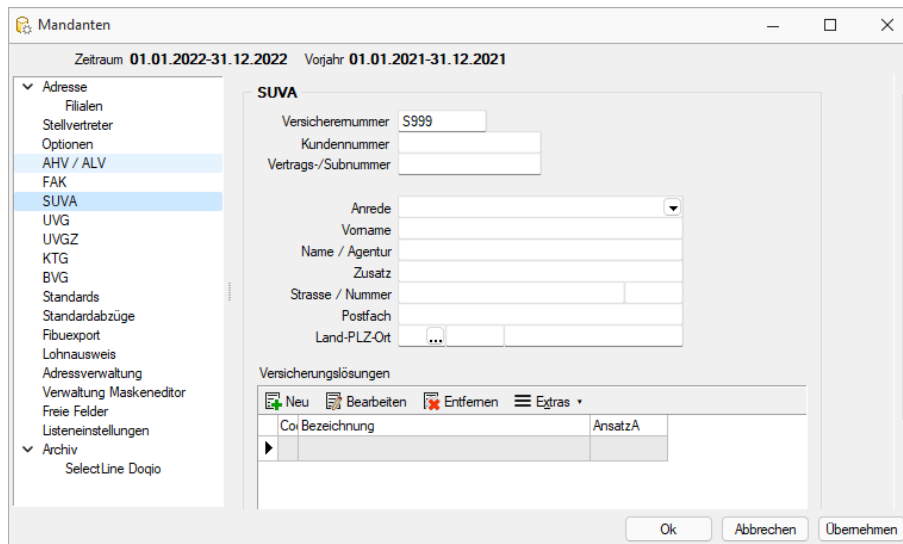 Mandanten
Zeitraum 01.01.2022-31.12.2022 Vorjahr 01.01.2021-31.12.2021
Adresse
Filialen
Stellvertreter
Optionen
AHV / ALV
FAK
SUVA
UVG
UVGZ
KTG
BVG
Standards
Standardabzüge
Fibuexport
Lohnausweis
Adressverwaltung
Verwaltung Maskeneditor
Freie Felder
Listeneinstellungen
Archiv
SelectLine Doqio
SUVA
Versicherernummer S999
Kundennummer
Vertrags-/Subnummer
Anrede
Vorname
Name / Agentur
Zusatz
Strasse / Nummer
Postfach
Land-PLZ-Ort ...
Versicherungslösungen
Neu Bearbeiten Entfernen Extras
Co Bezeichnung AnsatzA
Ok Abbrechen Übernehmen